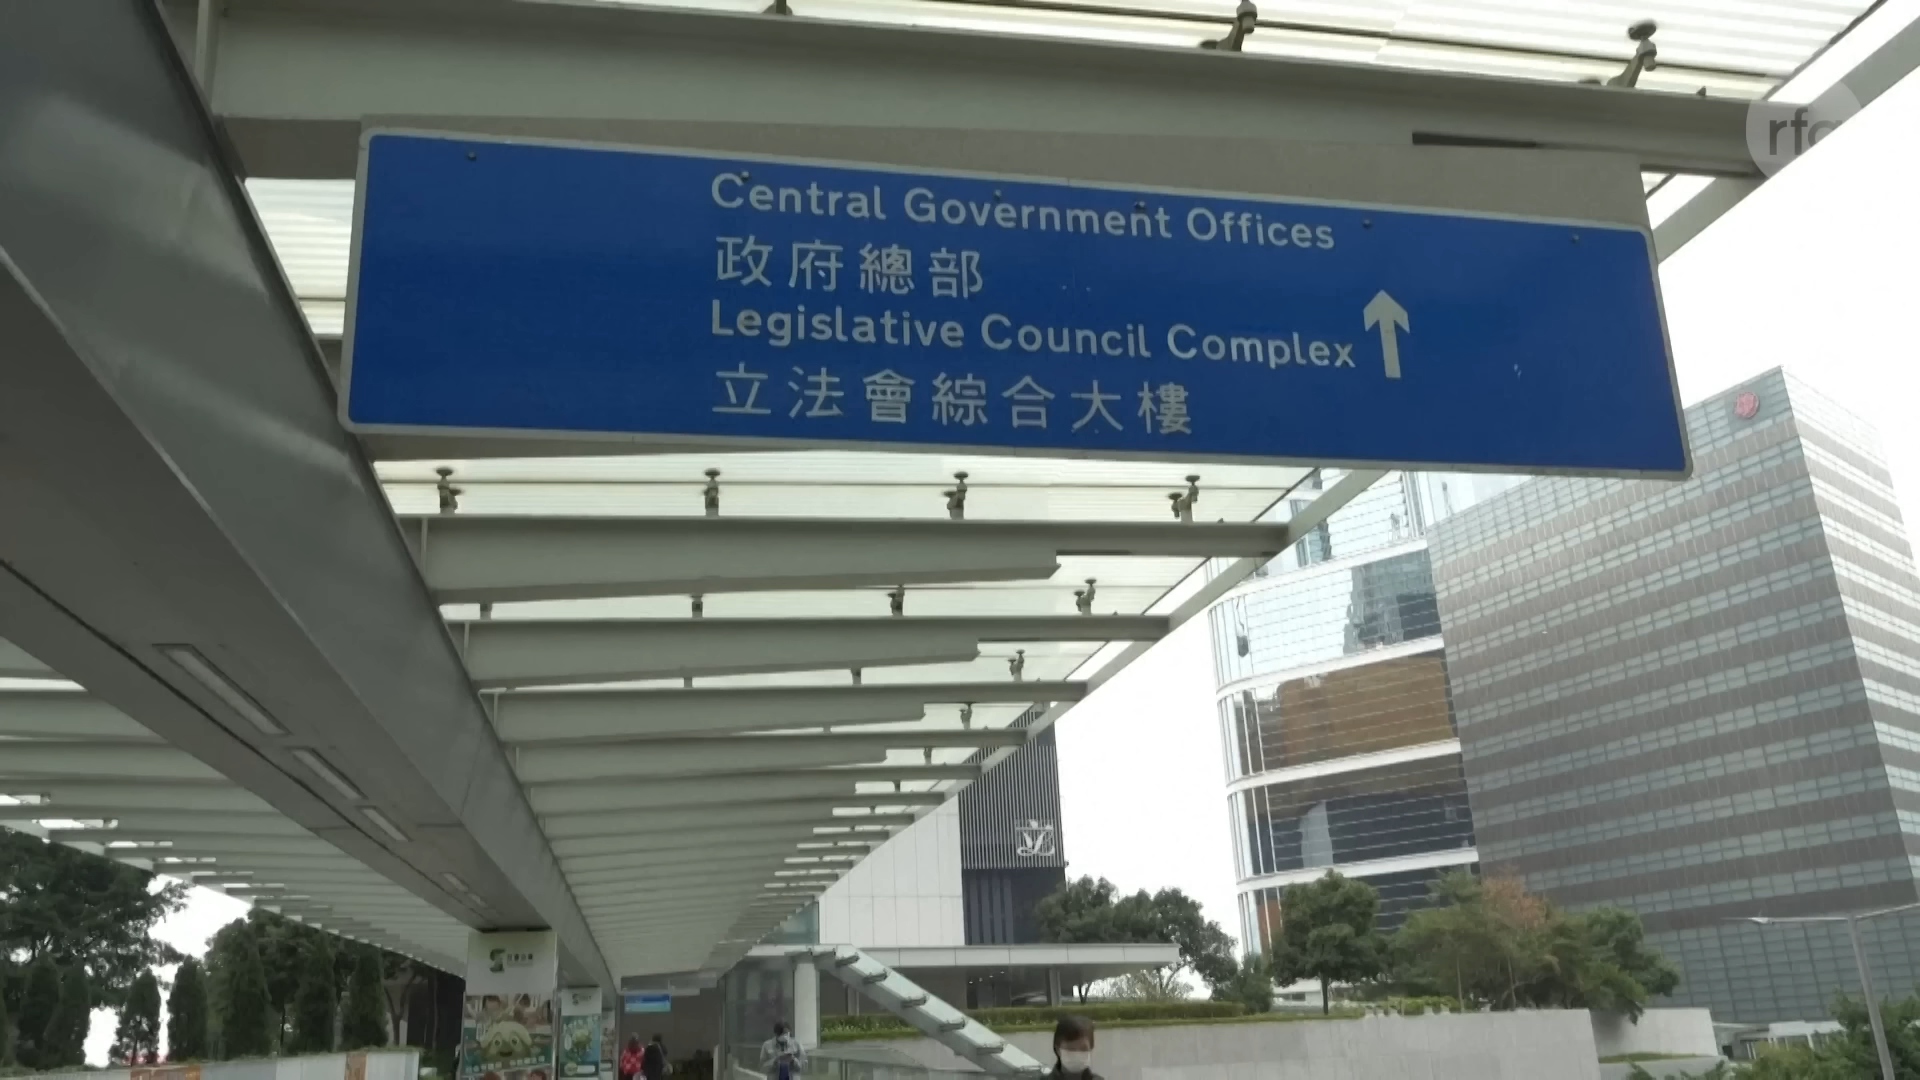 Central Government Offices
政府總部
Legislative Council Complex
立法會綜合大樓
rfa